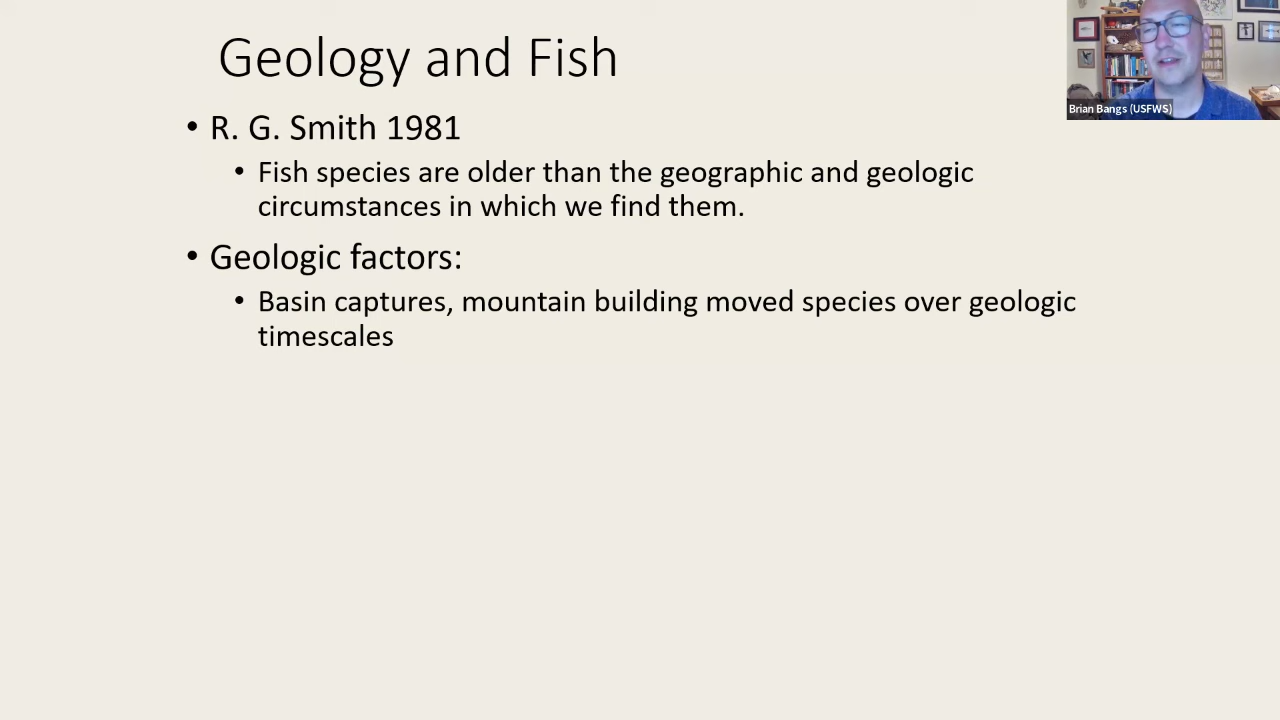 Geology and Fish
Brian Bangs (USFWS)
• R. G. Smith 1981
• Fish species are older than the geographic and geologic
circumstances in which we find them.
• Geologic factors:
• Basin captures, mountain building moved species over geologic
timescales